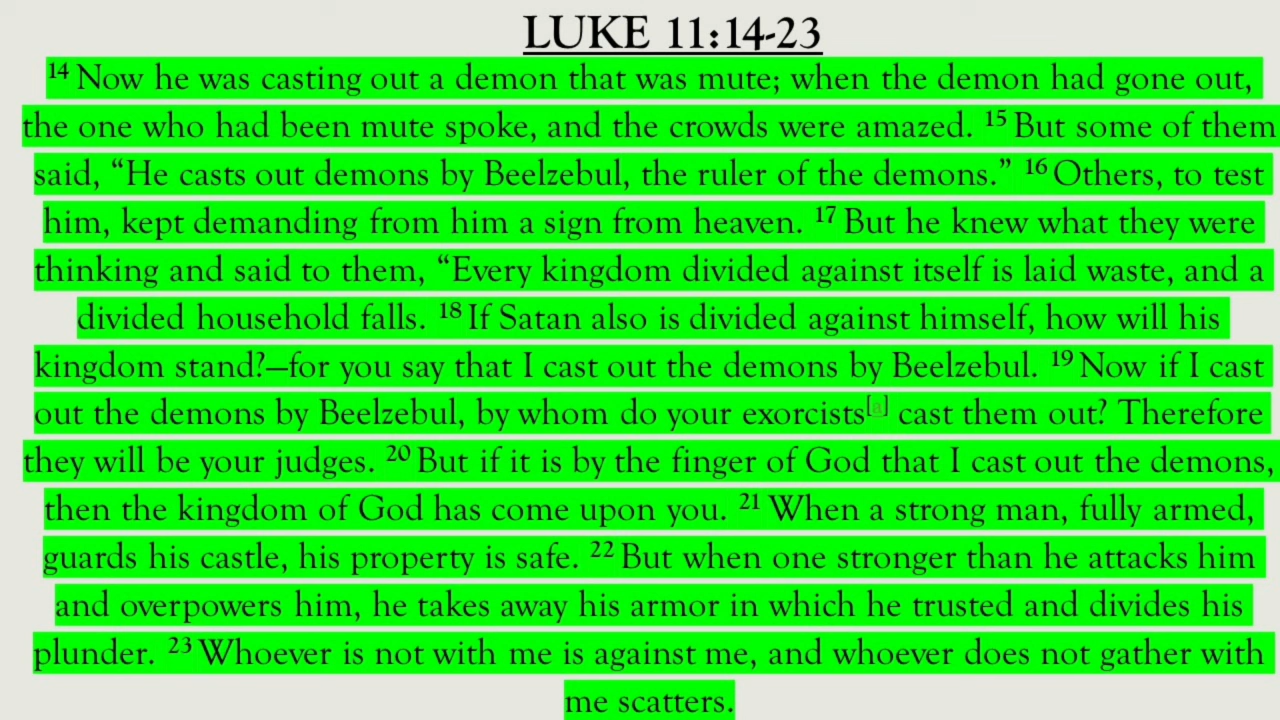 LUKE 11:14-23
14 Now he was casting out a demon that was mute; when the demon had gone out,
the one who had been mute spoke, and the crowds were amazed. 15 But some of them
said, “He casts out demons by Beelzebul, the ruler of the demons.” 16 Others, to test
him, kept demanding from him a sign from heaven. 17 But he knew what they were
thinking and said to them, “Every kingdom divided against itself is laid waste, and a
divided household falls. 18 If Satan also is divided against himself, how will his
kingdom stand?—for you say that I cast out the demons by Beelzebul. 19 Now if I cast
out the demons by Beelzebul, by whom do your exorcists[a] cast them out? Therefore
they will be your judges. 20 But if it is by the finger of God that I cast out the demons,
then the kingdom of God has come upon you. 21 When a strong man, fully armed,
guards his castle, his property is safe. 22 But when one stronger than he attacks him
and overpowers him, he takes away his armor in which he trusted and divides his
plunder. 23 Whoever is not with me is against me, and whoever does not gather with
me scatters.